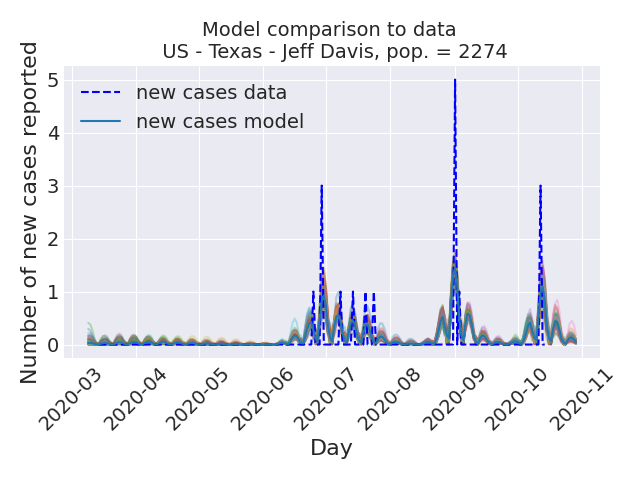 Model comparison to data
US - Texas - Jeff Davis, pop. = 2274
new cases data
new cases model
Number of new cases reported
5
4
3
2
1
0
2020-03
2020-04
2020-05
2020-06
2020-07
2020-08
2020-09
2020-10
2020-11
Day